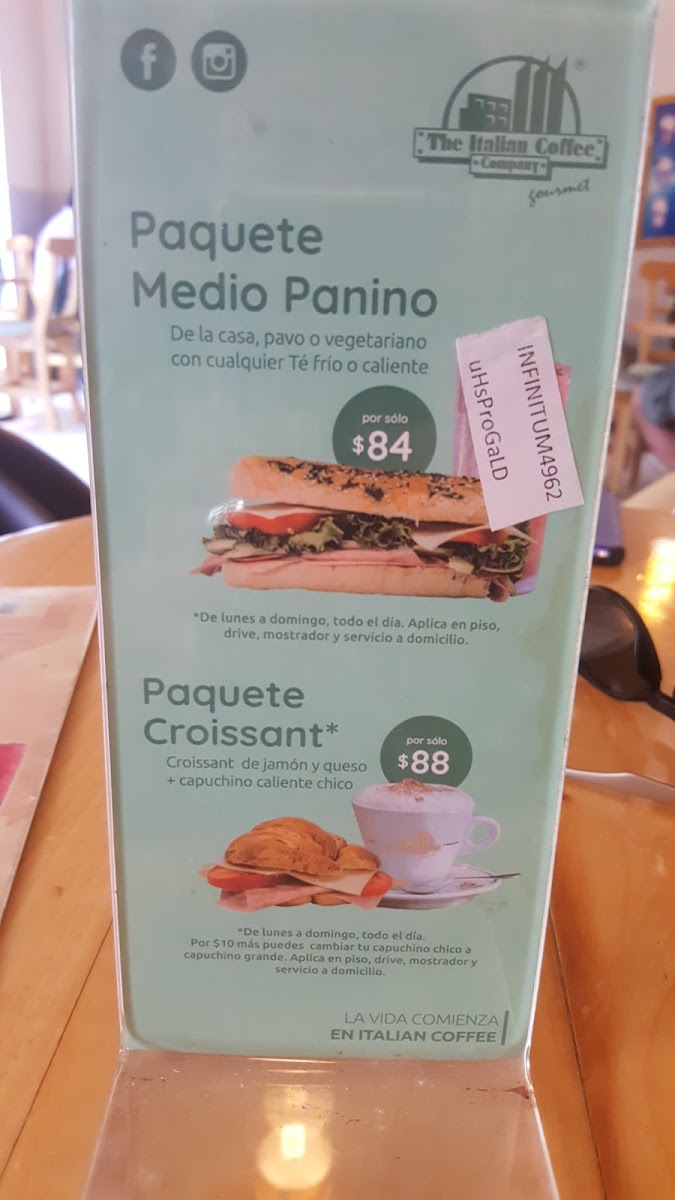 The Italian Coffee
Company
gourmet
Paquete
Medio Panino
De la casa, pavo o vegetariano
con cualquier Té frío o caliente
por sólo
$84
INFINITUM4962
uHsProGaLD
*De lunes a domingo, todo el día. Aplica en piso,
drive, mostrador y servicio a domicilio.
Paquete
Croissant*
Croissant de jamón y queso
+ capuchino caliente chico
por sólo
$88
*De lunes a domingo, todo el día.
Por $10 más puedes cambiar tu capuchino chico a
capuchino grande. Aplica en piso, drive, mostrador y
servicio a domicilio.
LA VIDA COMIENZA
EN ITALIAN COFFEE